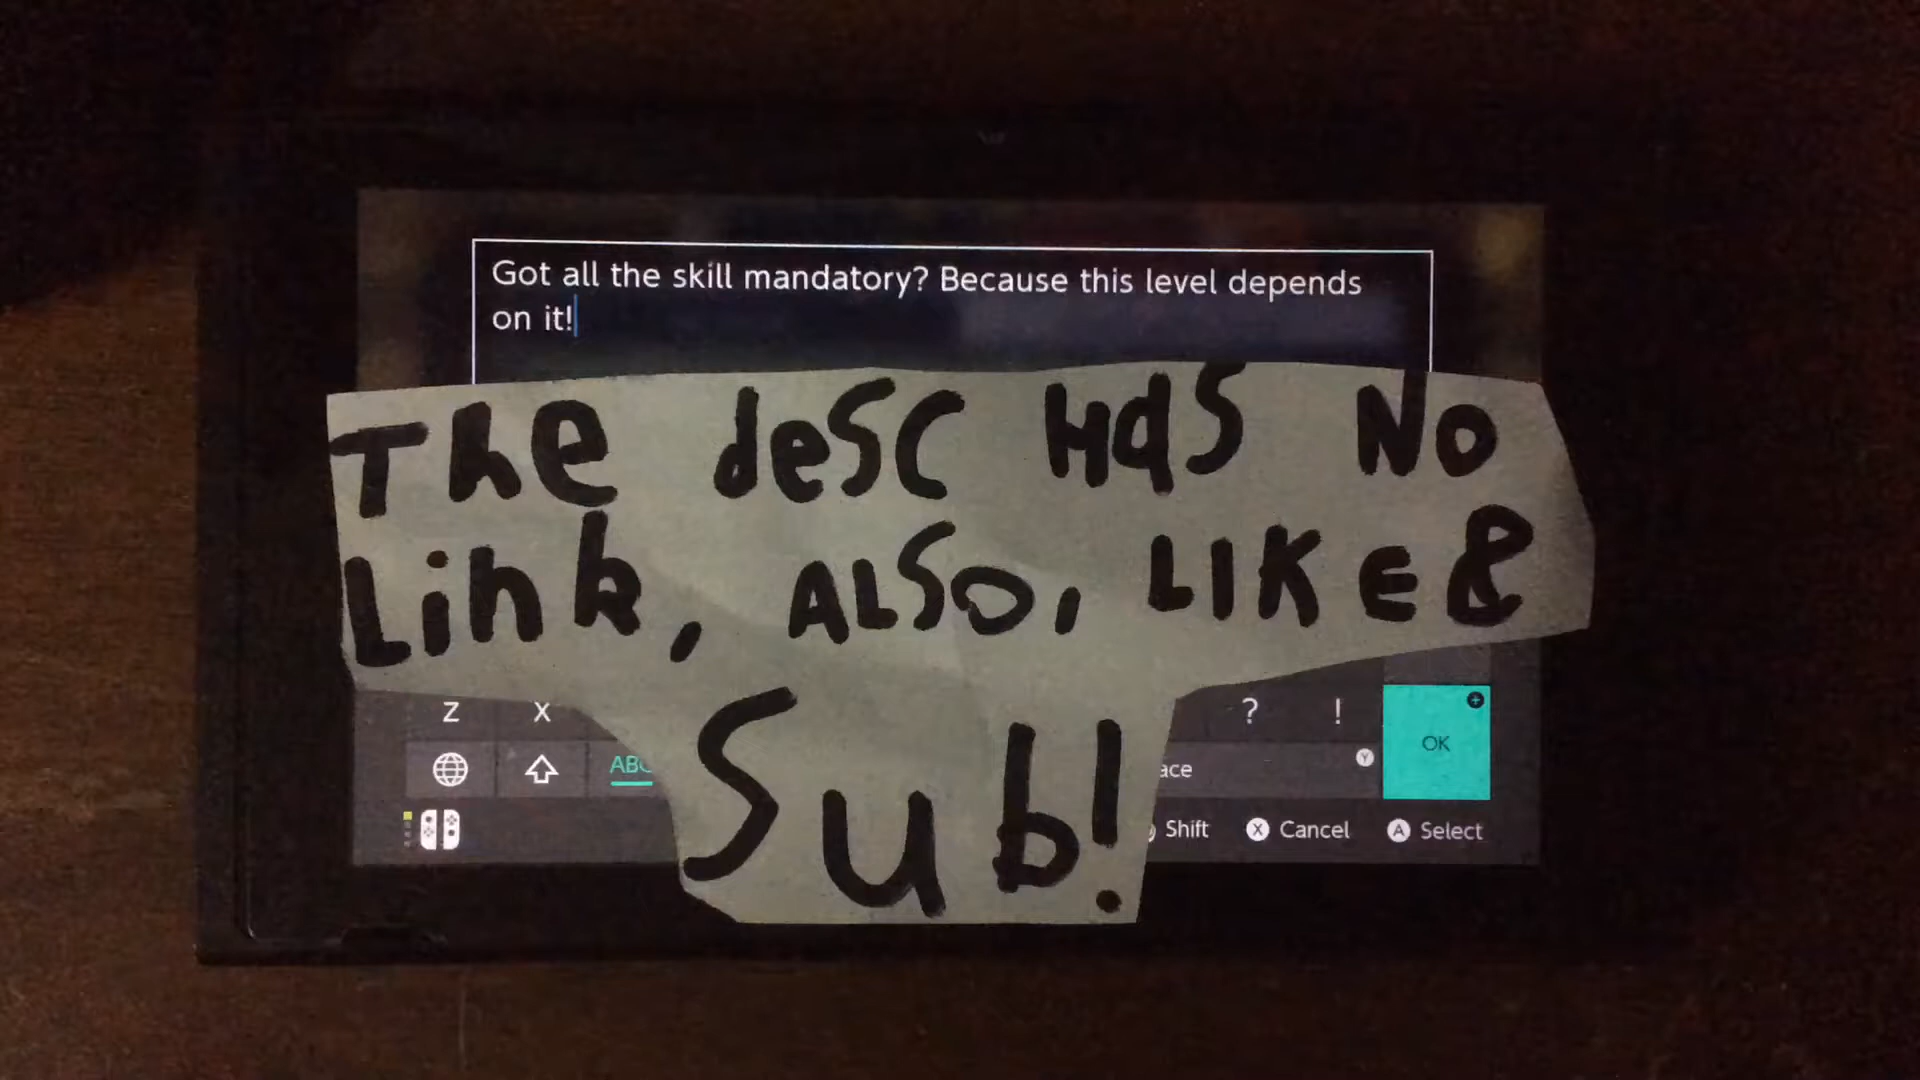 Got all the skill mandatory? Because this level depends
on it!
The desc Has No
Link, ALSO, LIKE &
Sub!
Z X ? !
ABC ace OK
Shift X Cancel A Select